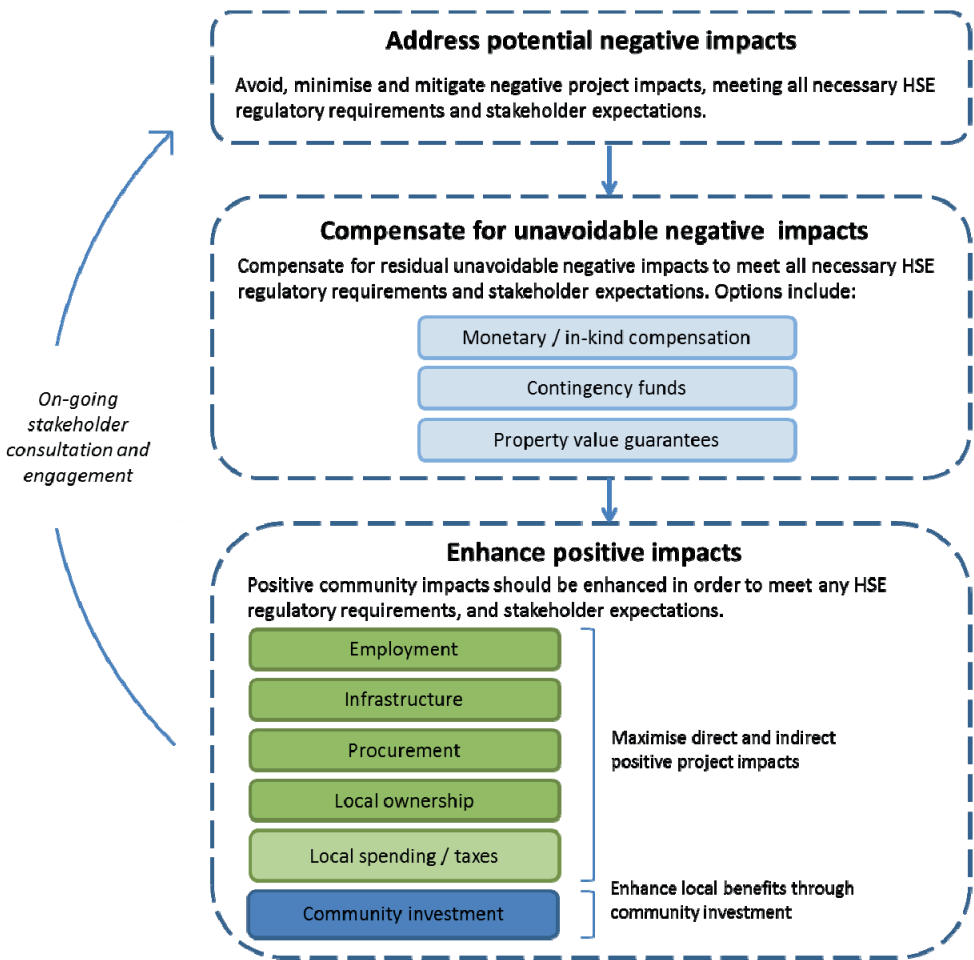 Address potential negative impacts
Avoid, minimise and mitigate negative project impacts, meeting all necessary HSE
regulatory requirements and stakeholder expectations.
Compensate for unavoidable negative impacts
Compensate for residual unavoidable negative impacts to meet all necessary HSE
regulatory requirements and stakeholder expectations. Options include:
Monetary / in-kind compensation
Contingency funds
Property value guarantees
On-going
stakeholder
consultation and
engagement
Enhance positive impacts
Positive community impacts should be enhanced in order to meet any HSE
regulatory requirements, and stakeholder expectations.
Employment
Infrastructure
Procurement
Local ownership
Local spending / taxes
Maximise direct and indirect
positive project impacts
Community investment
Enhance local benefits through
community investment